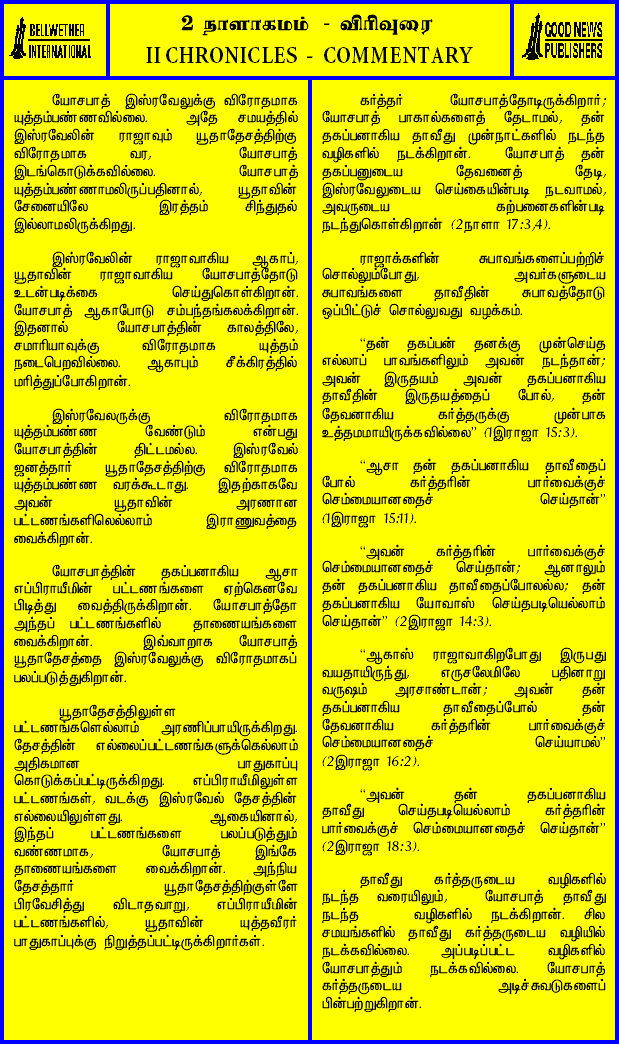 BELLWETHER
INTERNATIONAL
2 நாளாகமம் - விரிவுரை
II CHRONICLES - COMMENTARY
GOOD NEWS
PUBLISHERS
யோசபாத் இஸ்ரவேலுக்கு விரோதமாக
யுத்தம்பண்ணவில்லை. அதே சமயத்தில்
இஸ்ரவேலின் ராஜாவும் யூதாதேசத்திற்கு
விரோதமாக வர, யோசபாத்
இடங்கொடுக்கவில்லை. யோசபாத்
யுத்தம்பண்ணாமலிருப்பதினால், யூதாவின்
சேனையிலே இரத்தம் சிந்துதல்
இல்லாமலிருக்கிறது.
இஸ்ரவேலின் ராஜாவாகிய ஆகாப்,
யூதாவின் ராஜாவாகிய யோசபாத்தோடு
உடன்படிக்கை செய்துகொள்கிறான்.
யோசபாத் ஆகாபோடு சம்பந்தங்கலக்கிறான்.
இதனால் யோசபாத்தின் காலத்திலே,
சமாரியாவுக்கு விரோதமாக யுத்தம்
நடைபெறவில்லை. ஆகாபும் சீக்கிரத்தில்
மரித்துப்போகிறான்.
இஸ்ரவேலருக்கு விரோதமாக
யுத்தம்பண்ண வேண்டும் என்பது
யோசபாத்தின் திட்டமல்ல. இஸ்ரவேல்
ஜனத்தார் யூதாதேசத்திற்கு விரோதமாக
யுத்தம்பண்ண வரக்கூடாது. இதற்காகவே
அவன் யூதாவின் அரணான
பட்டணங்களிலெல்லாம் இராணுவத்தை
வைக்கிறான்.
யோசபாத்தின் தகப்பனாகிய ஆசா
எப்பிராயீமின் பட்டணங்களை ஏற்கெனவே
பிடித்து வைத்திருக்கிறான். யோசபாத்தோ
அந்தப் பட்டணங்களில் தாணையங்களை
வைக்கிறான். இவ்வாறாக யோசபாத்
யூதாதேசத்தை இஸ்ரவேலுக்கு விரோதமாகப்
பலப்படுத்துகிறான்.
யூதாதேசத்திலுள்ள
பட்டணங்களெல்லாம் அரணிப்பாயிருக்கிறது.
தேசத்தின் எல்லைப்பட்டணங்களுக்கெல்லாம்
அதிகமான பாதுகாப்பு
கொடுக்கப்பட்டிருக்கிறது. எப்பிராயீமிலுள்ள
பட்டணங்கள், வடக்கு இஸ்ரவேல் தேசத்தின்
எல்லையிலுள்ளது. ஆகையினால்,
இந்தப் பட்டணங்களை பலப்படுத்தும்
வண்ணமாக, யோசபாத் இங்கே
தாணையங்களை வைக்கிறான். அந்நிய
தேசத்தார் யூதாதேசத்திற்குள்ளே
பிரவேசித்து விடாதவாறு, எப்பிராயீமின்
பட்டணங்களில், யூதாவின் யுத்தவீரர்
பாதுகாப்புக்கு நிறுத்தப்பட்டிருக்கிறார்கள்.
கர்த்தர் யோசபாத்தோடிருக்கிறார்;
யோசபாத் பாகால்களைத் தேடாமல், தன்
தகப்பனாகிய தாவீது முன்நாட்களில் நடந்த
வழிகளில் நடக்கிறான். யோசபாத் தன்
தகப்பனுடைய தேவனைத் தேடி,
இஸ்ரவேலுடைய செய்கையின்படி நடவாமல்,
அவருடைய கற்பனைகளின்படி
நடந்துகொள்கிறான் (2நாளா 17:3,4).
ராஜாக்களின் சுபாவங்களைப்பற்றிச்
சொல்லும்போது, அவர்களுடைய
சுபாவங்களை தாவீதின் சுபாவத்தோடு
ஒப்பிட்டுச் சொல்லுவது வழக்கம்.
“தன் தகப்பன் தனக்கு முன்செய்த
எல்லாப் பாவங்களிலும் அவன் நடந்தான்;
அவன் இருதயம் அவன் தகப்பனாகிய
தாவீதின் இருதயத்தைப் போல், தன்
தேவனாகிய கர்த்தருக்கு முன்பாக
உத்தமமாயிருக்கவில்லை” (1இராஜா 15:3).
“ஆசா தன் தகப்பனாகிய தாவீதைப்
போல் கர்த்தரின் பார்வைக்குச்
செம்மையானதைச் செய்தான்”
(1இராஜா 15:11).
“அவன் கர்த்தரின் பார்வைக்குச்
செம்மையானதைச் செய்தான்; ஆனாலும்
தன் தகப்பனாகிய தாவீதைப்போலல்ல; தன்
தகப்பனாகிய யோவாஸ் செய்தபடியெல்லாம்
செய்தான்” (2இராஜா 14:3).
“ஆகாஸ் ராஜாவாகிறபோது இருபது
வயதாயிருந்து, எருசலேமிலே பதினாறு
வருஷம் அரசாண்டான்; அவன் தன்
தகப்பனாகிய தாவீதைப்போல் தன்
தேவனாகிய கர்த்தரின் பார்வைக்குச்
செம்மையானதைச் செய்யாமல்”
(2இராஜா 16:2).
“அவன் தன் தகப்பனாகிய
தாவீது செய்தபடியெல்லாம் கர்த்தரின்
பார்வைக்குச் செம்மையானதைச் செய்தான்”
(2இராஜா 18:3).
தாவீது கர்த்தருடைய வழிகளில்
நடந்த வரையிலும், யோசபாத் தாவீது
நடந்த வழிகளில் நடக்கிறான். சில
சமயங்களில் தாவீது கர்த்தருடைய வழியில்
நடக்கவில்லை. அப்படிப்பட்ட வழிகளில்
யோசபாத்தும் நடக்கவில்லை. யோசபாத்
கர்த்தருடைய அடிச்சுவடுகளைப்
பின்பற்றுகிறான்.